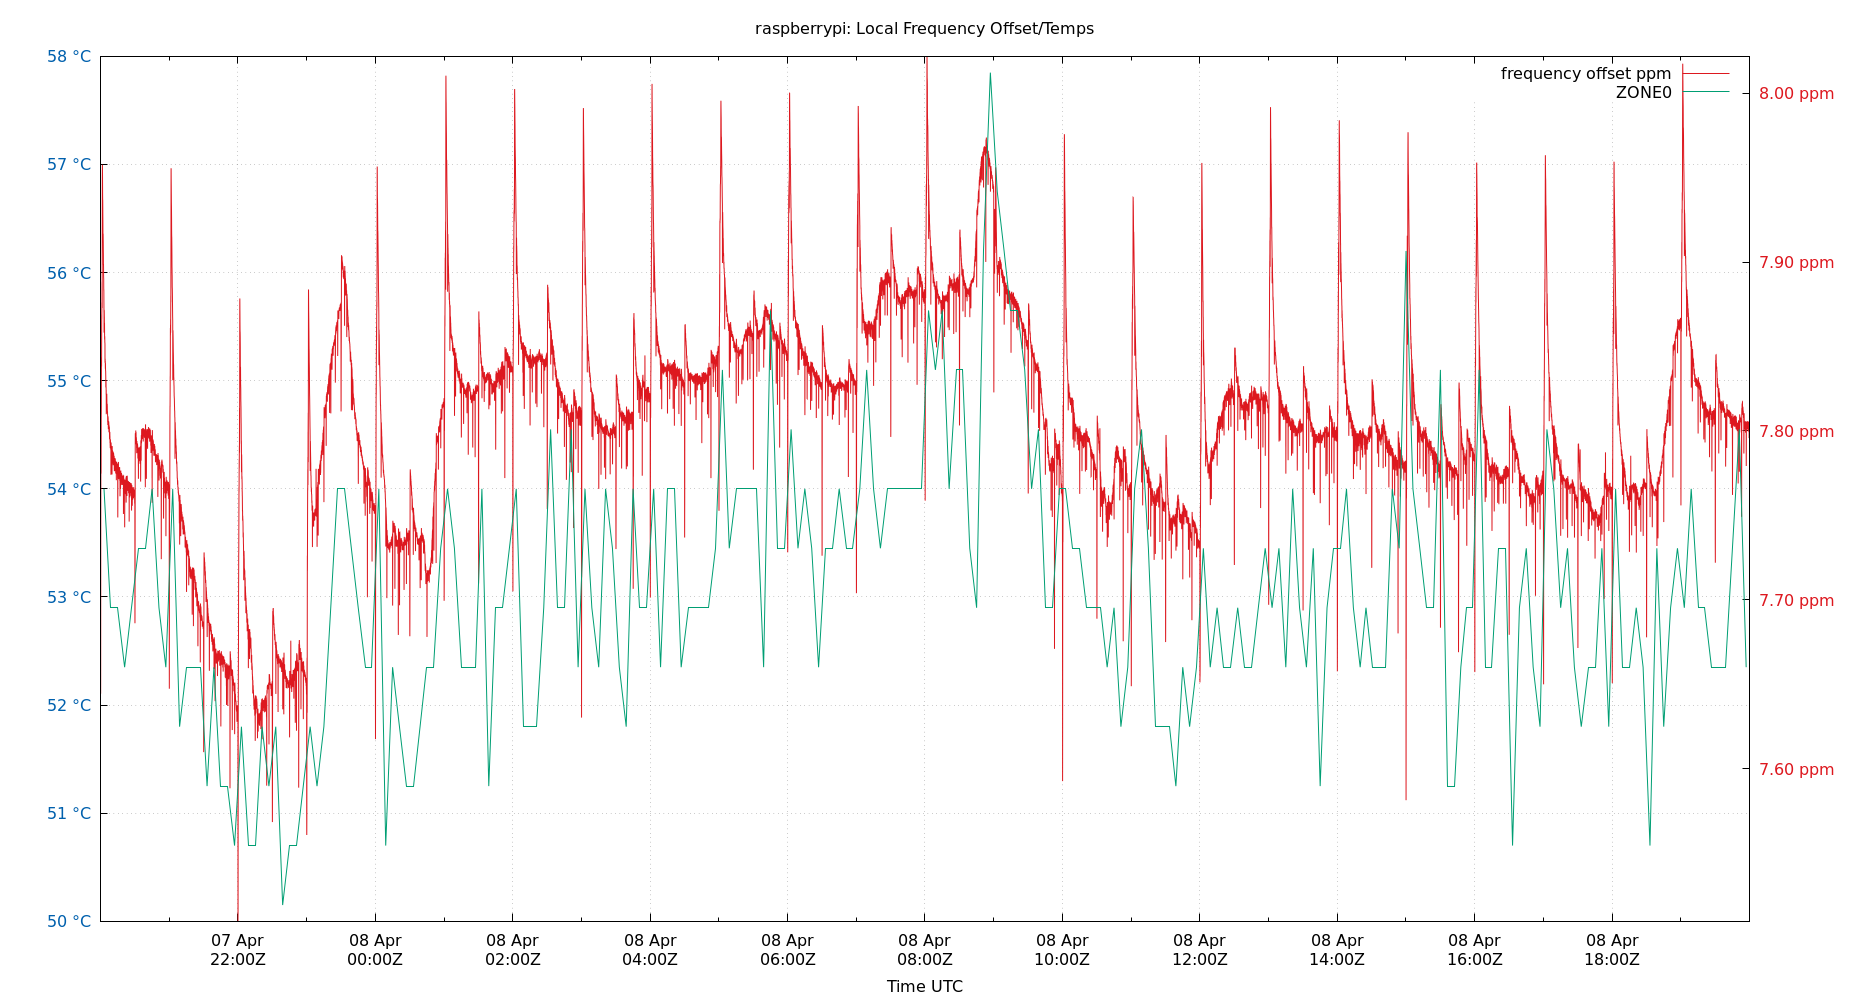 raspberrypi: Local Frequency Offset/Temps
58 °C
57 °C
56 °C
55 °C
54 °C
53 °C
52 °C
51 °C
50 °C
frequency offset ppm
ZONE0
8.00 ppm
7.90 ppm
7.80 ppm
7.70 ppm
7.60 ppm
07 Apr
22:00Z
08 Apr
00:00Z
08 Apr
02:00Z
08 Apr
04:00Z
08 Apr
06:00Z
08 Apr
08:00Z
08 Apr
10:00Z
08 Apr
12:00Z
08 Apr
14:00Z
08 Apr
16:00Z
08 Apr
18:00Z
Time UTC